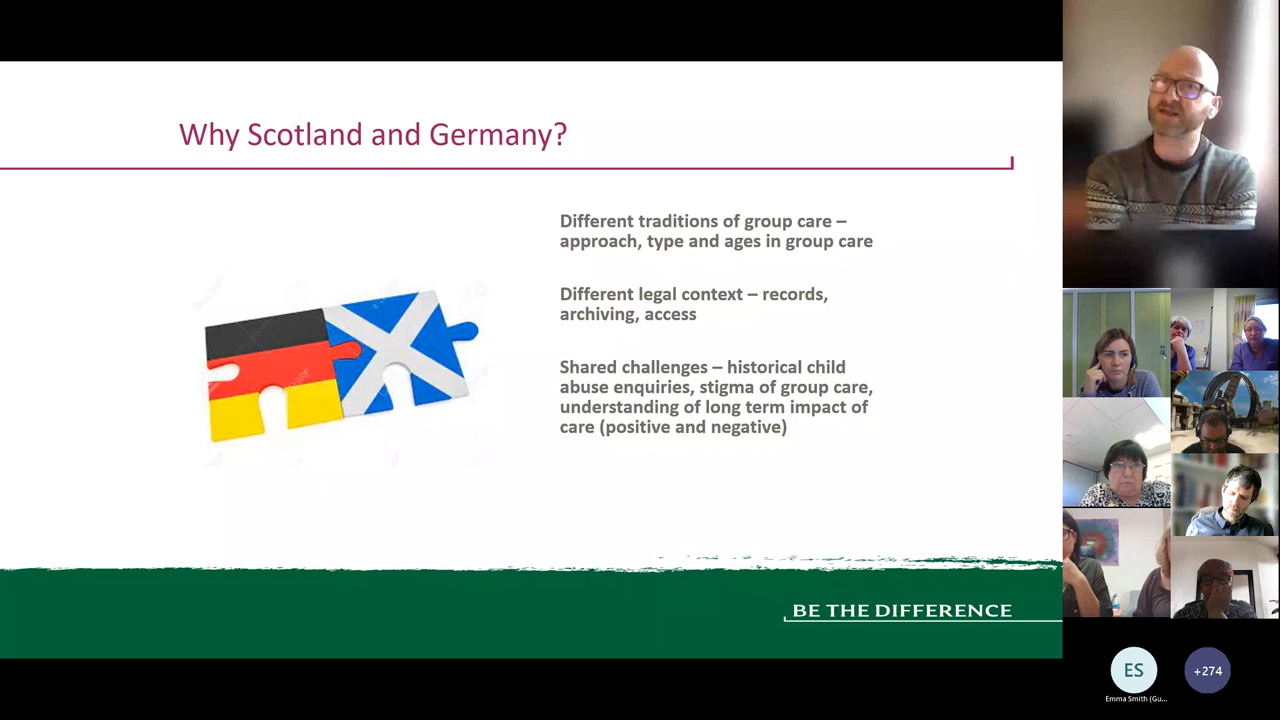 Why Scotland and Germany?
Different traditions of group care –
approach, type and ages in group care
Different legal context – records,
archiving, access
Shared challenges – historical child
abuse enquiries, stigma of group care,
understanding of long term impact of
care (positive and negative)
BE THE DIFFERENCE
ES
+274
Emma Smith (Gu...